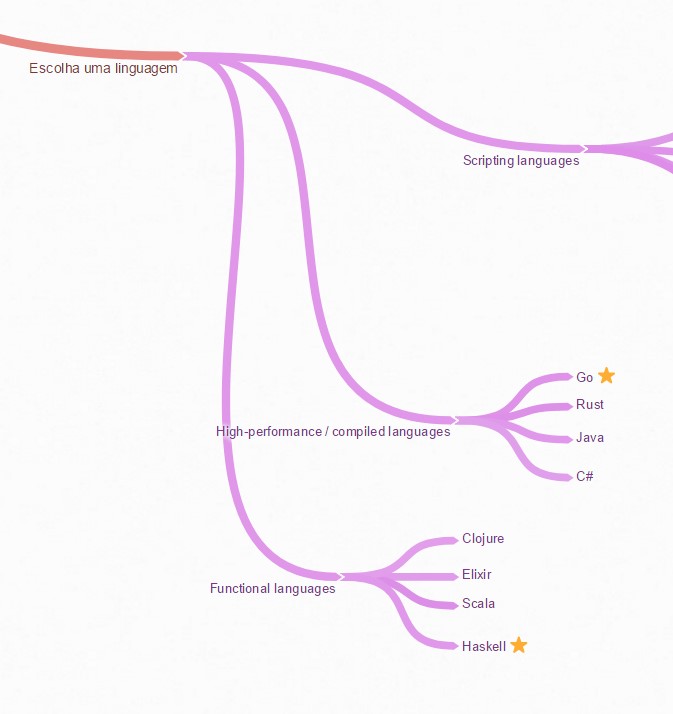 Escolha uma linguagem
Scripting languages
High-performance / compiled languages
Go
Rust
Java
C#
Functional languages
Clojure
Elixir
Scala
Haskell